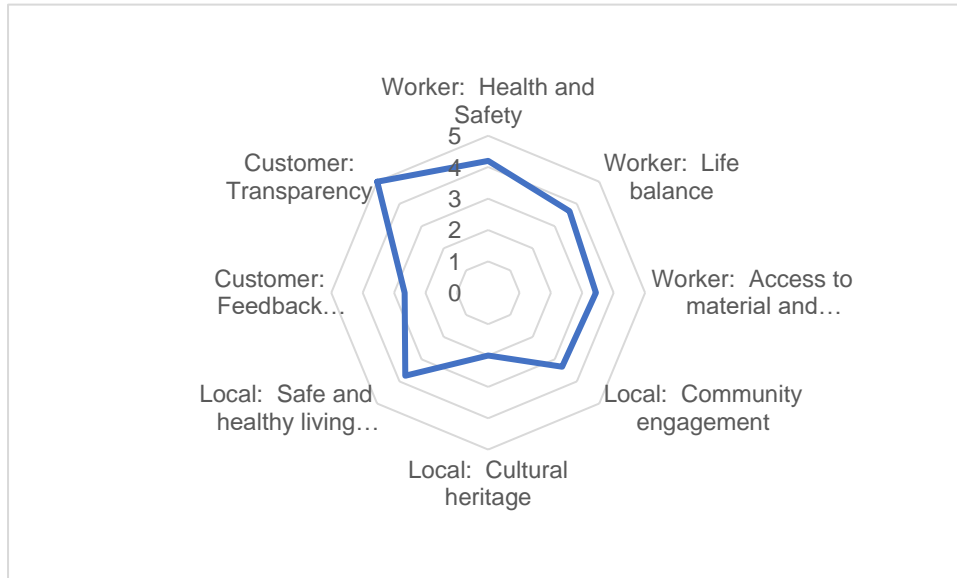 Worker:  Health and
Safety
Worker:  Life
balance
Worker:  Access to
material and…
Local:  Community
engagement
Local:  Cultural
heritage
Local:  Safe and
healthy living…
Customer:
Feedback…
Customer:
Transparency
5
4
3
2
1
0